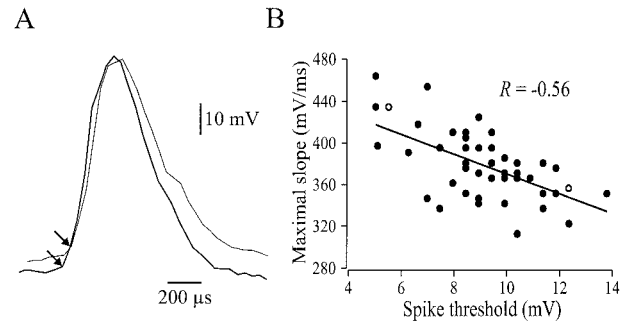 A
10 mV
200 µs
B
Maximal slope (mV/ms)
480
440
400
360
320
280
R = -0.56
4 6 8 10 12 14
Spike threshold (mV)